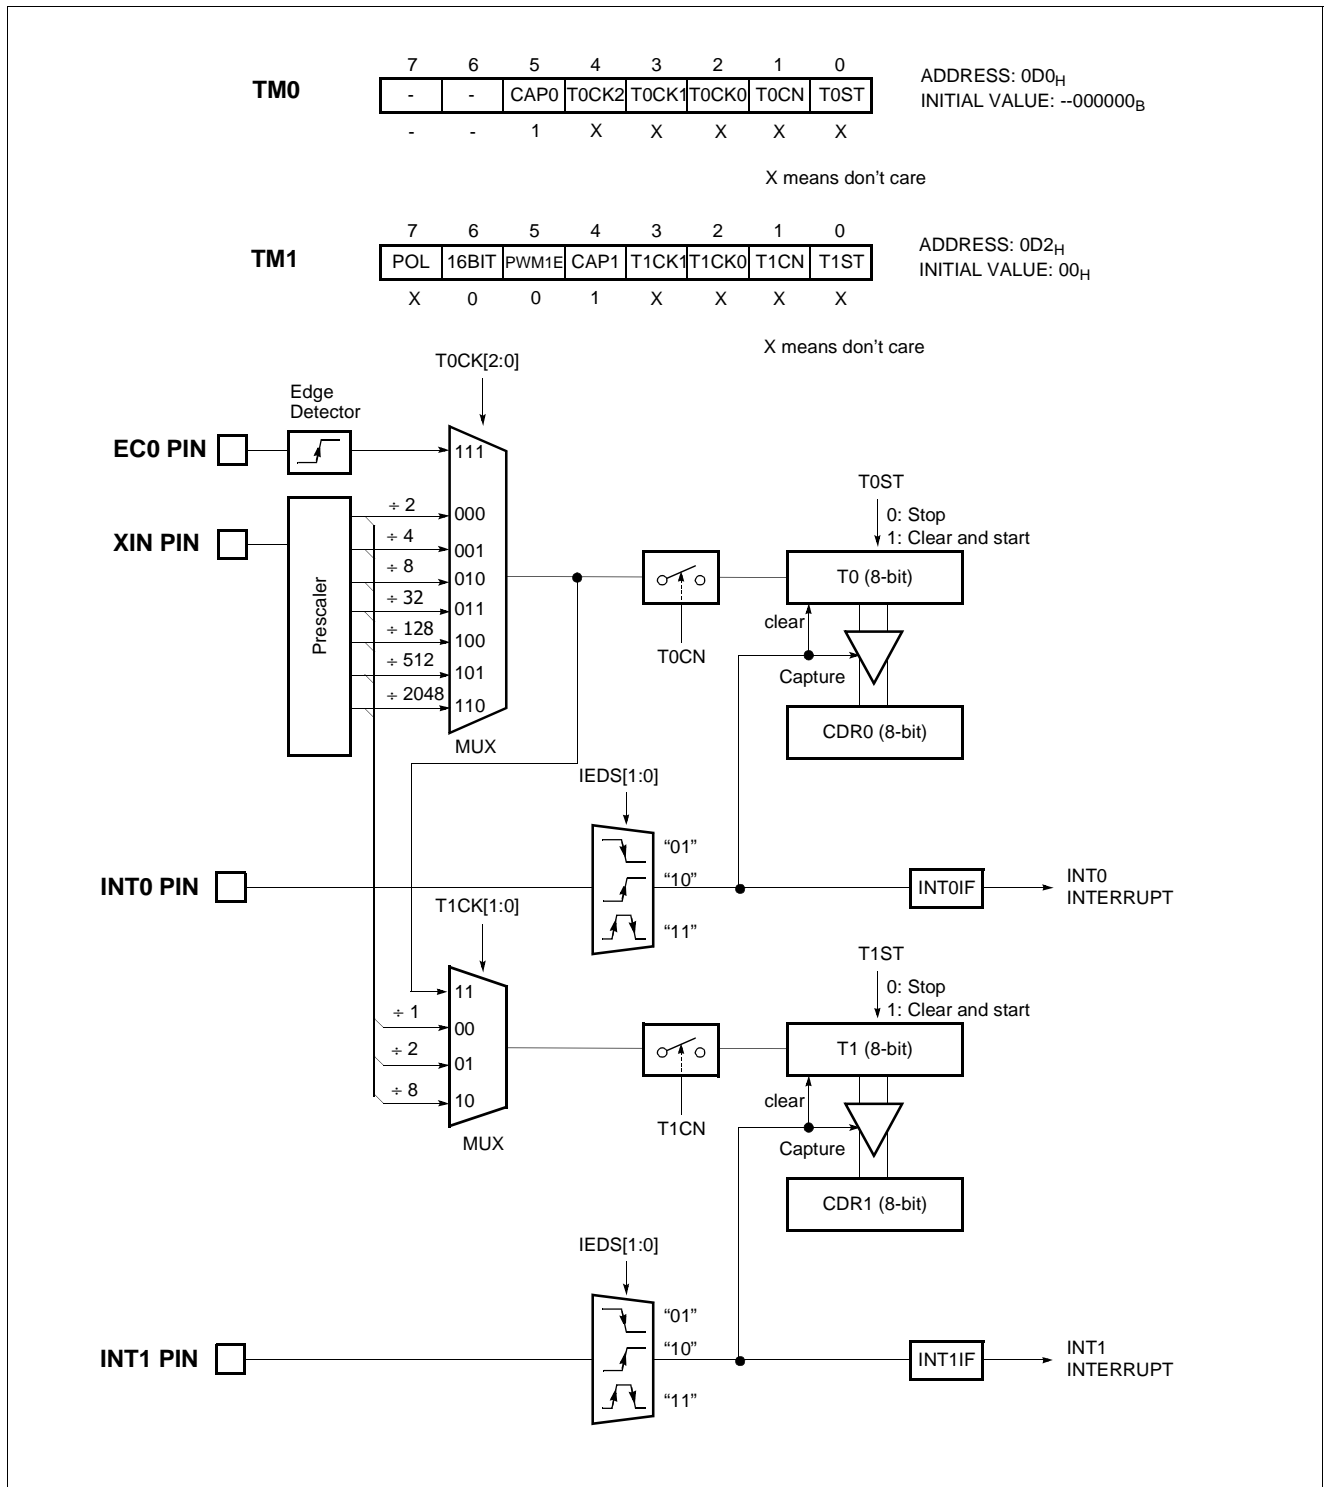 7 6 5 4 3 2 1 0
TM0
- - CAP0 T0CK2 T0CK1 T0CK0 T0CN T0ST
ADDRESS: 0D0H
INITIAL VALUE: --000000B
- - 1 X X X X X
X means don't care
7 6 5 4 3 2 1 0
TM1
POL 16BIT PWM1E CAP1 T1CK1 T1CK0 T1CN T1ST
ADDRESS: 0D2H
INITIAL VALUE: 00H
X 0 0 1 X X X X
X means don't care
T0CK[2:0]
Edge
Detector
EC0 PIN
111
XIN PIN
Prescaler
÷ 2
000
÷ 4
001
÷ 8
010
÷ 32
011
÷ 128
100
÷ 512
101
÷ 2048
110
MUX
T0CN
T0ST
0: Stop
1: Clear and start
T0 (8-bit)
clear
Capture
CDR0 (8-bit)
IEDS[1:0]
“01”
“10”
“11”
INT0 PIN
INT0IF
INT0
INTERRUPT
T1CK[1:0]
11
÷ 1
00
÷ 2
01
÷ 8
10
MUX
T1CN
T1ST
0: Stop
1: Clear and start
T1 (8-bit)
clear
Capture
CDR1 (8-bit)
IEDS[1:0]
“01”
“10”
“11”
INT1 PIN
INT1IF
INT1
INTERRUPT